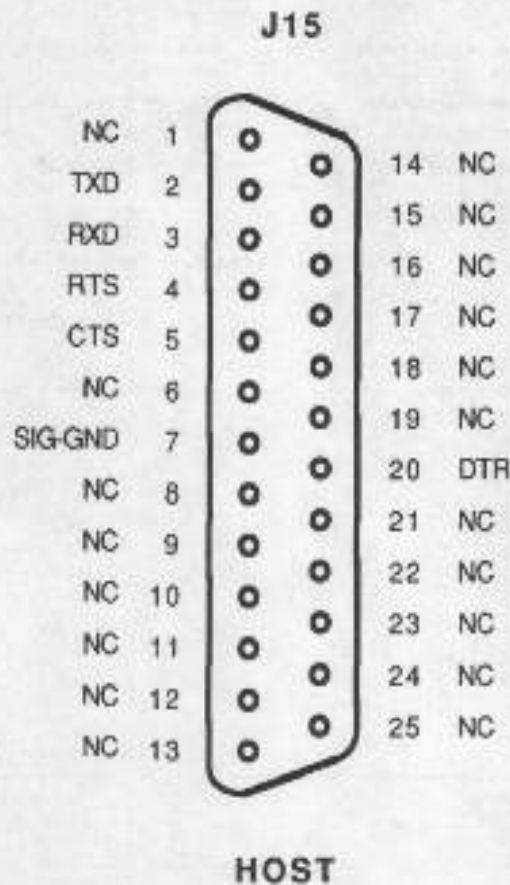 J15
NC 1
TXD 2
RXD 3
RTS 4
CTS 5
NC 6
SIG-GND 7
NC 8
NC 9
NC 10
NC 11
NC 12
NC 13
14 NC
15 NC
16 NC
17 NC
18 NC
19 NC
20 DTR
21 NC
22 NC
23 NC
24 NC
25 NC
HOST